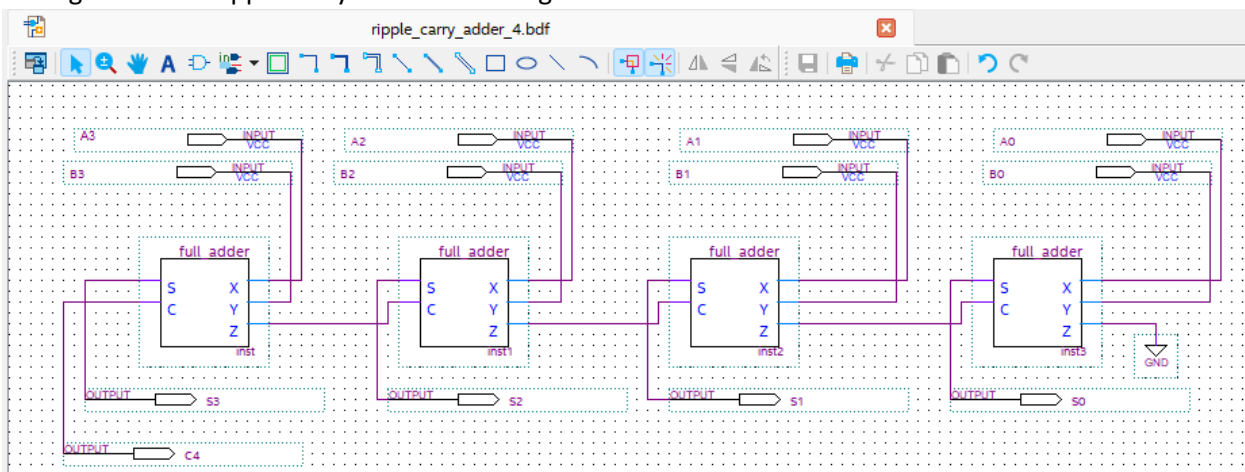 ripple_carry_adder_4.bdf
A3 INPUT VCC A2 INPUT VCC A1 INPUT VCC A0 INPUT VCC
B3 INPUT VCC B2 INPUT VCC B1 INPUT VCC B0 INPUT VCC
full_adder full_adder full_adder full_adder
S X S X S X S X
C Y C Y C Y C Y
Z Z Z Z
inst inst1 inst2 inst3
GND
OUTPUT S3 OUTPUT S2 OUTPUT S1 OUTPUT S0
OUTPUT C4